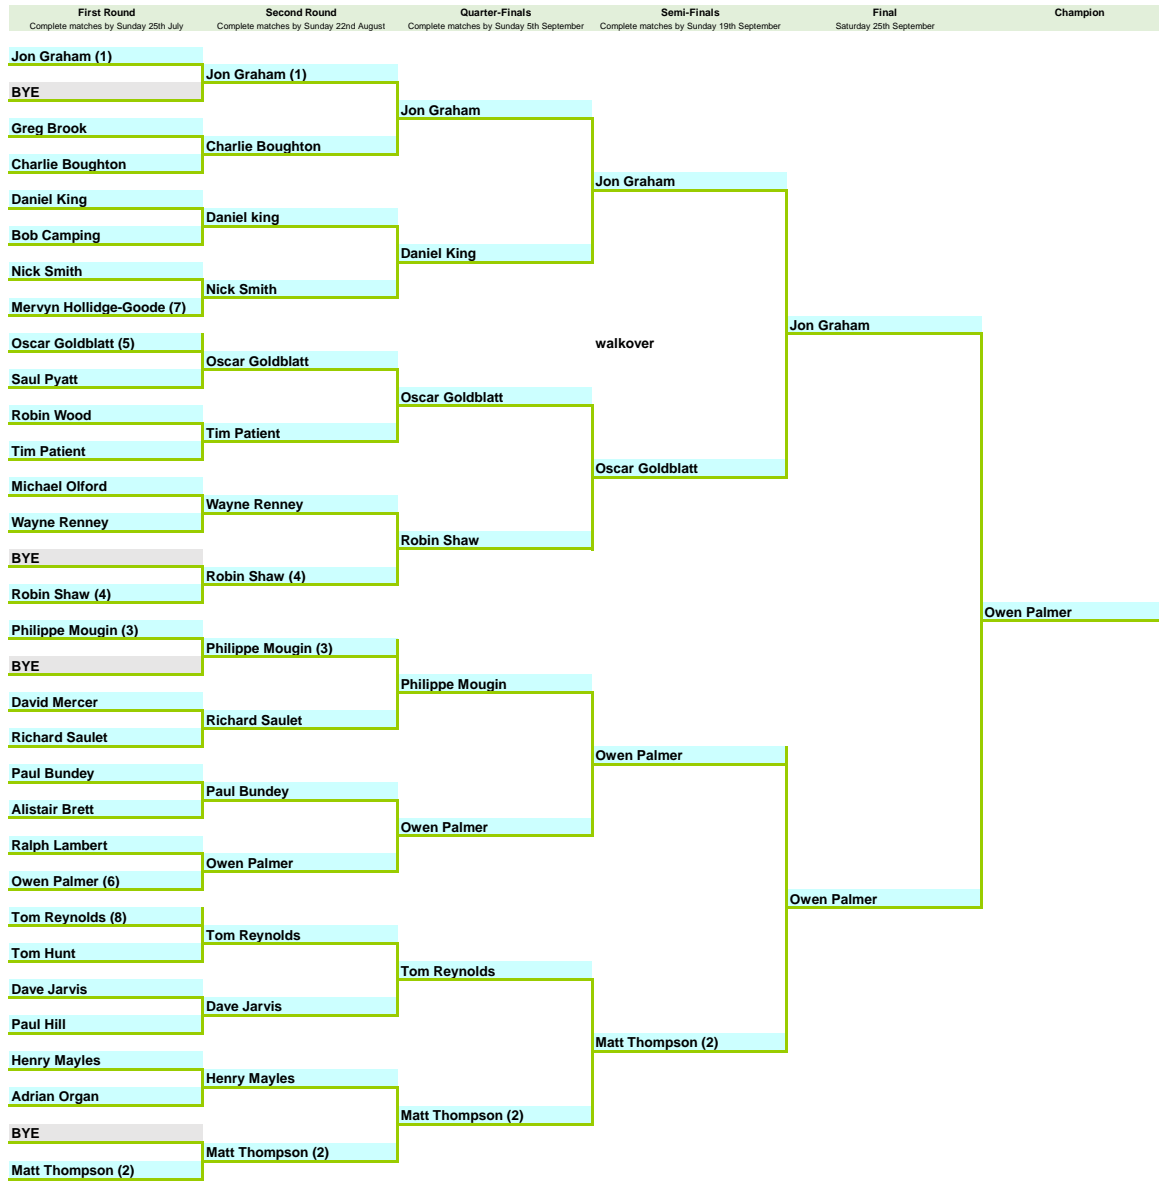 First Round Second Round Quarter-Finals Semi-Finals Final Champion
Complete matches by Sunday 25th July Complete matches by Sunday 22nd August Complete matches by Sunday 5th September Complete matches by Sunday 19th September Saturday 25th September
Jon Graham (1)
Jon Graham (1)
BYE
Jon Graham
Greg Brook
Charlie Boughton
Charlie Boughton
Jon Graham
Daniel King
Daniel king
Bob Camping
Daniel King
Nick Smith
Nick Smith
Mervyn Hollidge-Goode (7)
Jon Graham
Oscar Goldblatt (5)
walkover
Oscar Goldblatt
Saul Pyatt
Oscar Goldblatt
Robin Wood
Tim Patient
Tim Patient
Oscar Goldblatt
Michael Olford
Wayne Renney
Wayne Renney
Robin Shaw
BYE
Robin Shaw (4)
Robin Shaw (4)
Owen Palmer
Philippe Mougin (3)
Philippe Mougin (3)
BYE
Philippe Mougin
David Mercer
Richard Saulet
Richard Saulet
Owen Palmer
Paul Bundey
Paul Bundey
Alistair Brett
Owen Palmer
Ralph Lambert
Owen Palmer
Owen Palmer (6)
Owen Palmer
Tom Reynolds (8)
Tom Reynolds
Tom Hunt
Tom Reynolds
Dave Jarvis
Dave Jarvis
Paul Hill
Matt Thompson (2)
Henry Mayles
Henry Mayles
Adrian Organ
Matt Thompson (2)
BYE
Matt Thompson (2)
Matt Thompson (2)